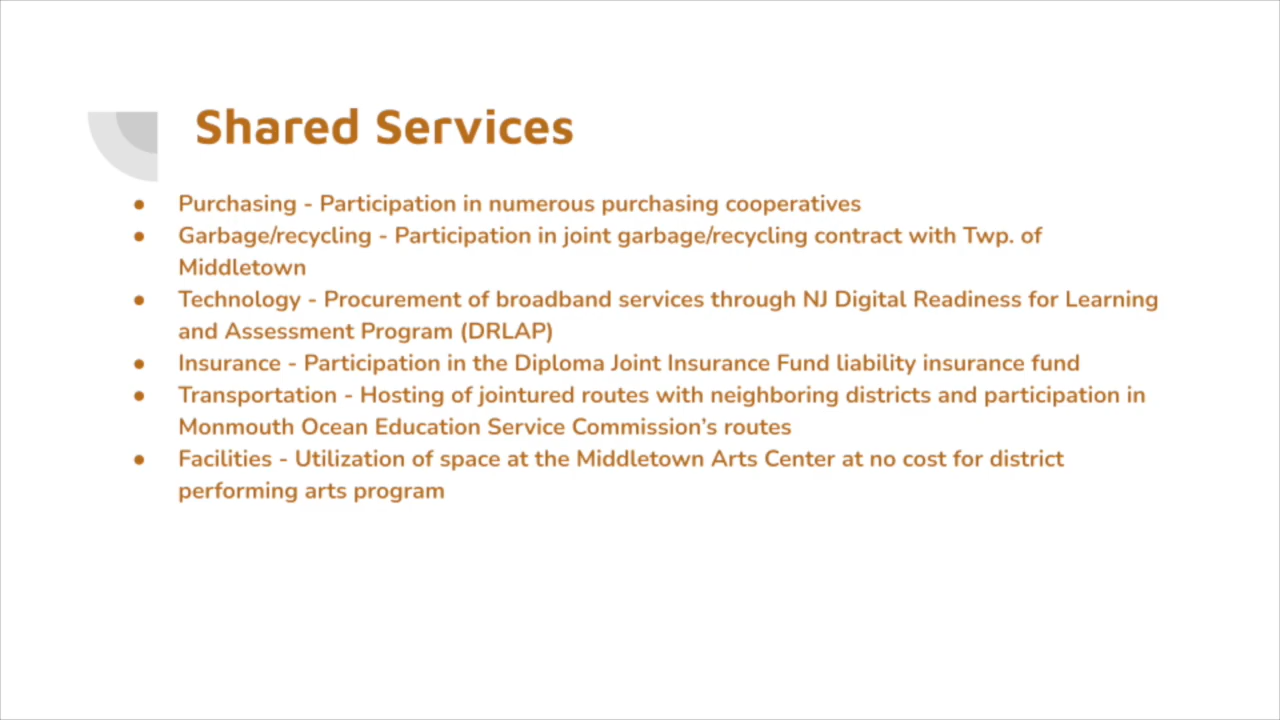 Shared Services
● Purchasing - Participation in numerous purchasing cooperatives
● Garbage/recycling - Participation in joint garbage/recycling contract with Twp. of
Middletown
● Technology - Procurement of broadband services through NJ Digital Readiness for Learning
and Assessment Program (DRLAP)
● Insurance - Participation in the Diploma Joint Insurance Fund liability insurance fund
● Transportation - Hosting of jointured routes with neighboring districts and participation in
Monmouth Ocean Education Service Commission’s routes
● Facilities - Utilization of space at the Middletown Arts Center at no cost for district
performing arts program